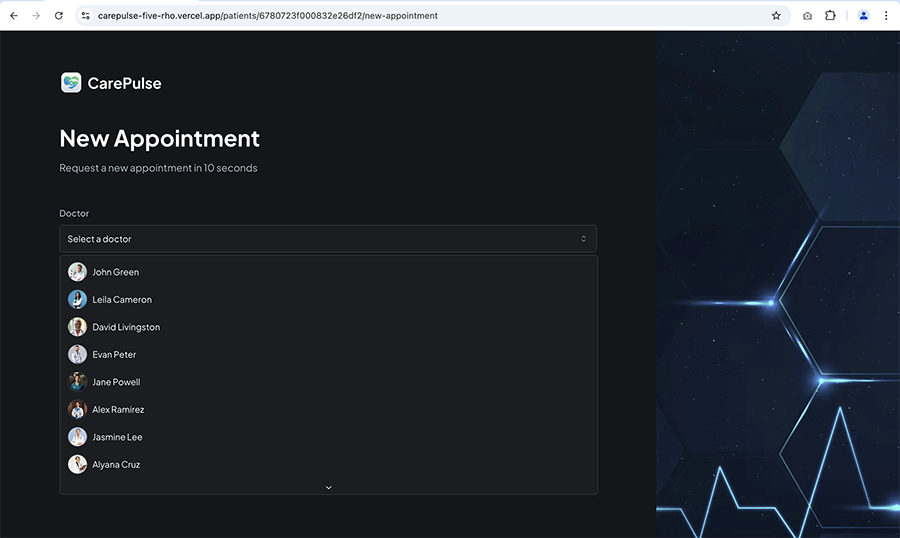 carepulse-five-rho.vercel.app/patients/6780723f000832e26df2/new-appointment
CarePulse
New Appointment
Request a new appointment in 10 seconds
Doctor
Select a doctor
John Green
Leila Cameron
David Livingston
Evan Peter
Jane Powell
Alex Ramirez
Jasmine Lee
Alyana Cruz